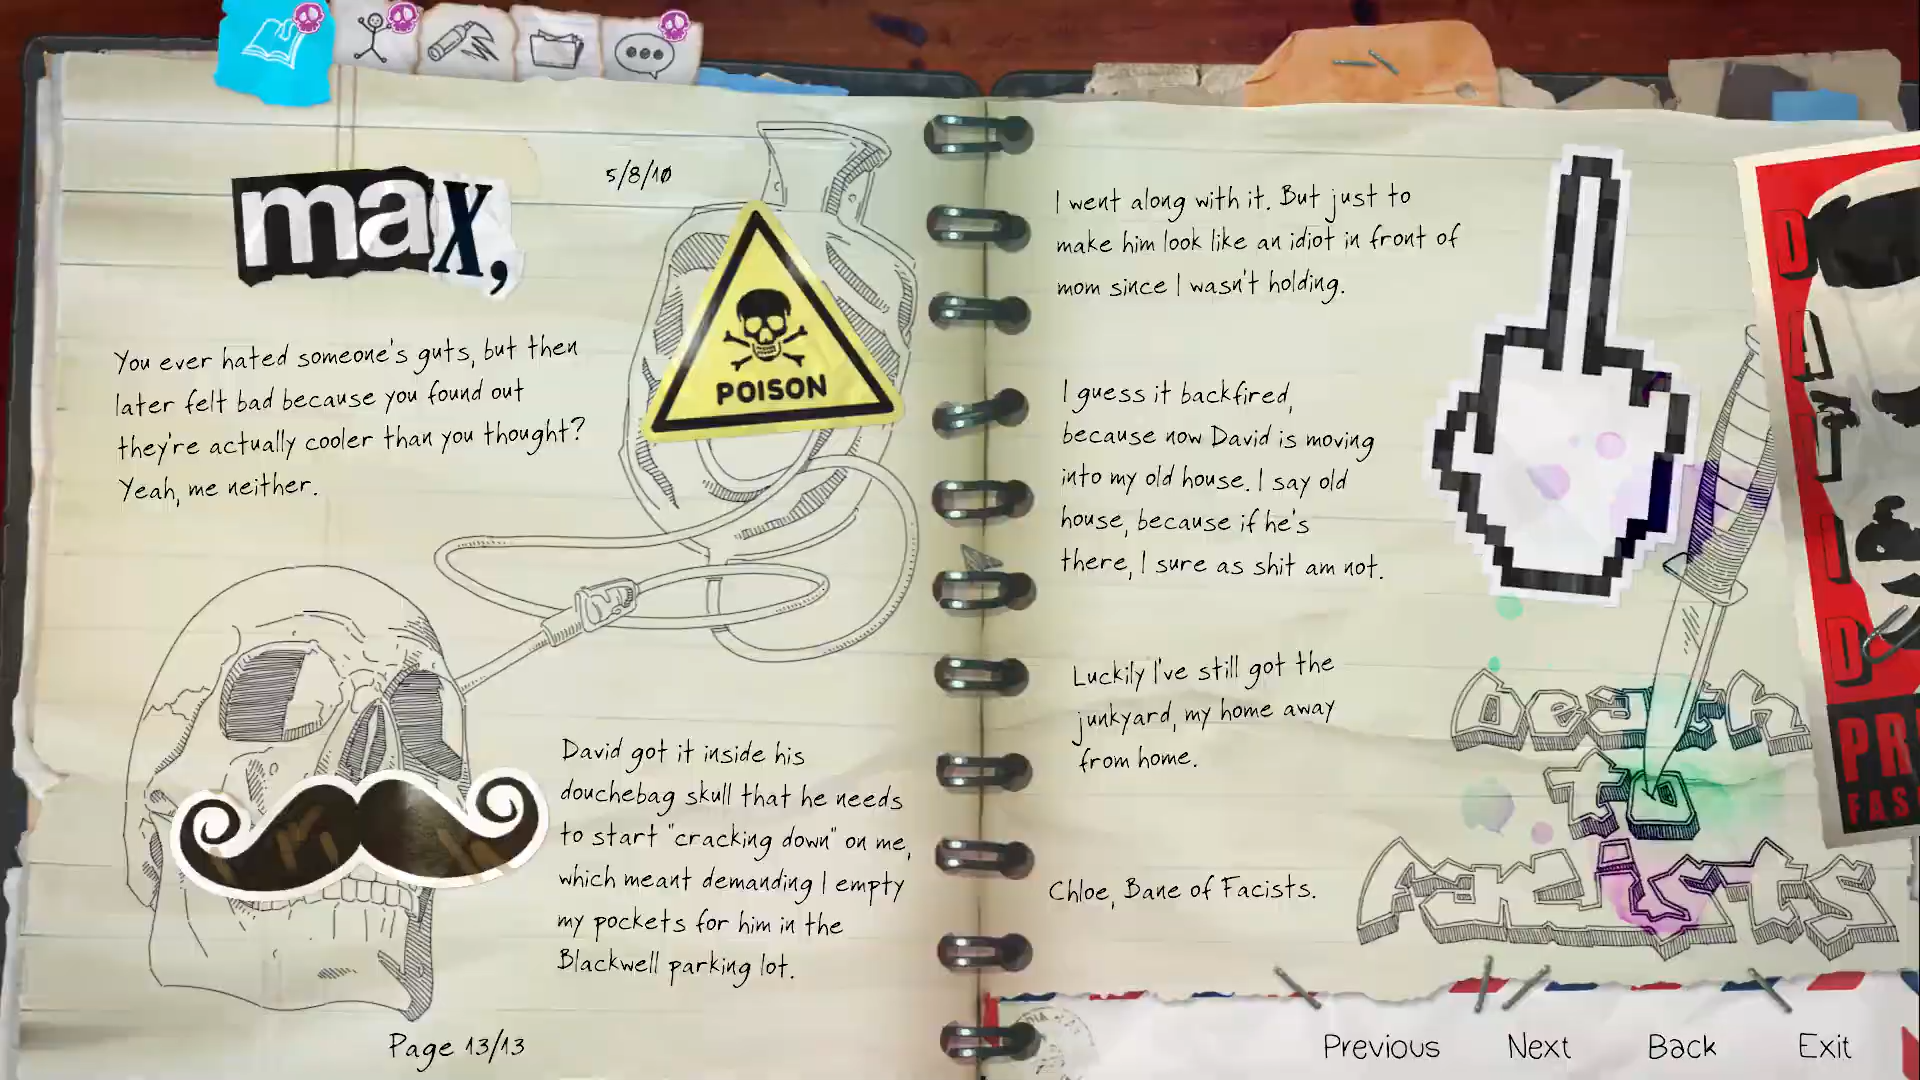 max,
5/8/10
POISON
You ever hated someone's guts, but then
later felt bad because you found out
they're actually cooler than you thought?
Yeah, me neither.
David got it inside his
douchebag skull that he needs
to start "cracking down" on me,
which meant demanding I empty
my pockets for him in the
Blackwell parking lot.
Page 13/13
I went along with it. But just to
make him look like an idiot in front of
mom since I wasn't holding.
I guess it backfired,
because now David is moving
into my old house. I say old
house, because if he's
there, I sure as shit am not.
Luckily I've still got the
junkyard, my home away
from home.
Chloe, Bane of Facists.
Death
to
Facists
DAVID
PR
FAS
Previous Next Back Exit